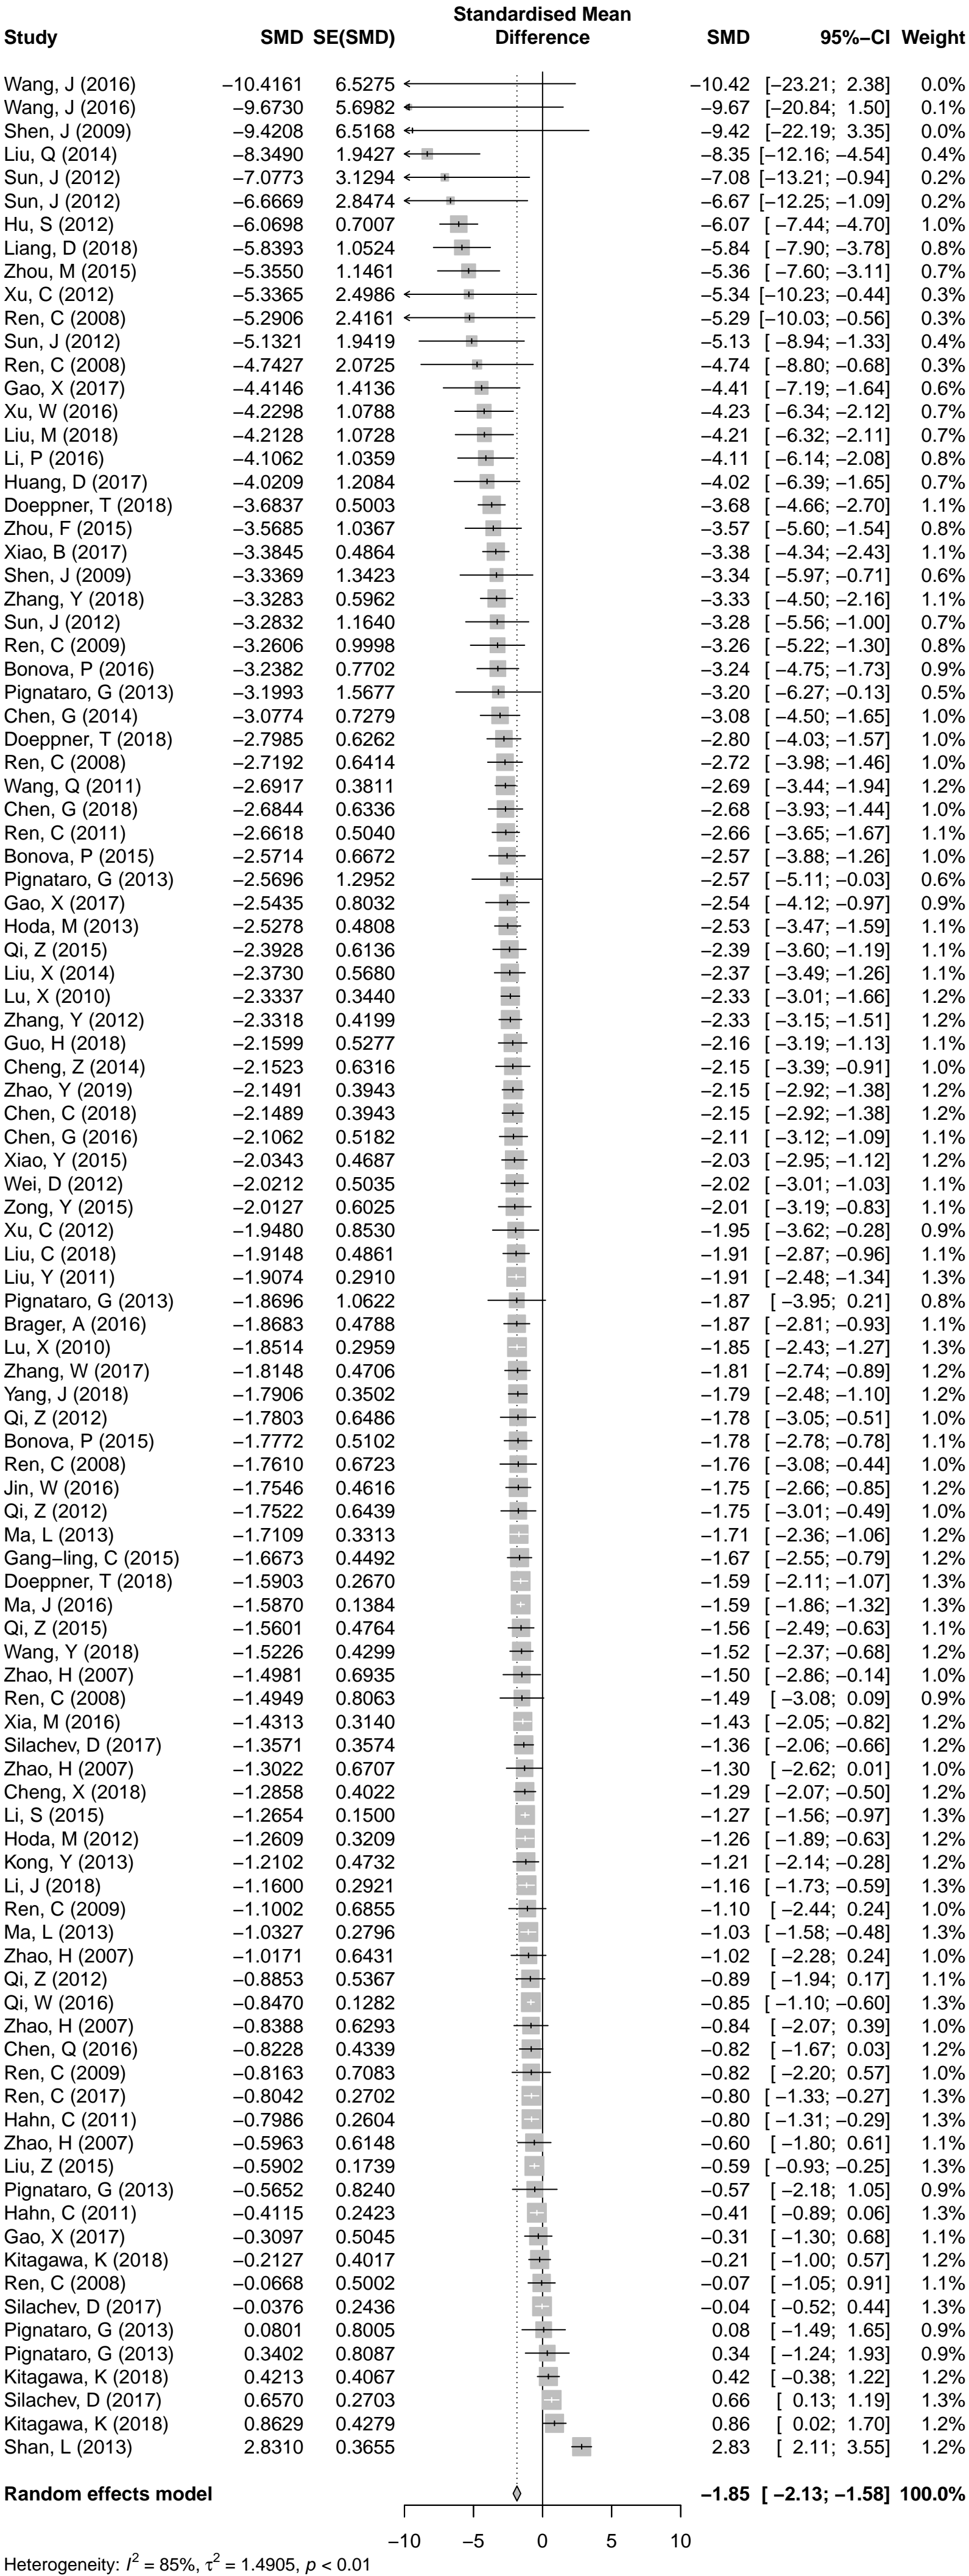 Standardised Mean
Study SMD SE(SMD) Difference SMD 95%−CI Weight
Wang, J (2016) −10.4161 6.5275 −10.42 [−23.21; 2.38] 0.0%
Wang, J (2016) −9.6730 5.6982 −9.67 [−20.84; 1.50] 0.1%
Shen, J (2009) −9.4208 6.5168 −9.42 [−22.19; 3.35] 0.0%
Liu, Q (2014) −8.3490 1.9427 −8.35 [−12.16; −4.54] 0.4%
Sun, J (2012) −7.0773 3.1294 −7.08 [−13.21; −0.94] 0.2%
Sun, J (2012) −6.6669 2.8474 −6.67 [−12.25; −1.09] 0.2%
Hu, S (2012) −6.0698 0.7007 −6.07 [ −7.44; −4.70] 1.0%
Liang, D (2018) −5.8393 1.0524 −5.84 [ −7.90; −3.78] 0.8%
Zhou, M (2015) −5.3550 1.1461 −5.36 [ −7.60; −3.11] 0.7%
Xu, C (2012) −5.3365 2.4986 −5.34 [−10.23; −0.44] 0.3%
Ren, C (2008) −5.2906 2.4161 −5.29 [−10.03; −0.56] 0.3%
Sun, J (2012) −5.1321 1.9419 −5.13 [ −8.94; −1.33] 0.4%
Ren, C (2008) −4.7427 2.0725 −4.74 [ −8.80; −0.68] 0.3%
Gao, X (2017) −4.4146 1.4136 −4.41 [ −7.19; −1.64] 0.6%
Xu, W (2016) −4.2298 1.0788 −4.23 [ −6.34; −2.12] 0.7%
Liu, M (2018) −4.2128 1.0728 −4.21 [ −6.32; −2.11] 0.7%
Li, P (2016) −4.1062 1.0359 −4.11 [ −6.14; −2.08] 0.8%
Huang, D (2017) −4.0209 1.2084 −4.02 [ −6.39; −1.65] 0.7%
Doeppner, T (2018) −3.6837 0.5003 −3.68 [ −4.66; −2.70] 1.1%
Zhou, F (2015) −3.5685 1.0367 −3.57 [ −5.60; −1.54] 0.8%
Xiao, B (2017) −3.3845 0.4864 −3.38 [ −4.34; −2.43] 1.1%
Shen, J (2009) −3.3369 1.3423 −3.34 [ −5.97; −0.71] 0.6%
Zhang, Y (2018) −3.3283 0.5962 −3.33 [ −4.50; −2.16] 1.1%
Sun, J (2012) −3.2832 1.1640 −3.28 [ −5.56; −1.00] 0.7%
Ren, C (2009) −3.2606 0.9998 −3.26 [ −5.22; −1.30] 0.8%
Bonova, P (2016) −3.2382 0.7702 −3.24 [ −4.75; −1.73] 0.9%
Pignataro, G (2013) −3.1993 1.5677 −3.20 [ −6.27; −0.13] 0.5%
Chen, G (2014) −3.0774 0.7279 −3.08 [ −4.50; −1.65] 1.0%
Doeppner, T (2018) −2.7985 0.6262 −2.80 [ −4.03; −1.57] 1.0%
Ren, C (2008) −2.7192 0.6414 −2.72 [ −3.98; −1.46] 1.0%
Wang, Q (2011) −2.6917 0.3811 −2.69 [ −3.44; −1.94] 1.2%
Chen, G (2018) −2.6844 0.6336 −2.68 [ −3.93; −1.44] 1.0%
Ren, C (2011) −2.6618 0.5040 −2.66 [ −3.65; −1.67] 1.1%
Bonova, P (2015) −2.5714 0.6672 −2.57 [ −3.88; −1.26] 1.0%
Pignataro, G (2013) −2.5696 1.2952 −2.57 [ −5.11; −0.03] 0.6%
Gao, X (2017) −2.5435 0.8032 −2.54 [ −4.12; −0.97] 0.9%
Hoda, M (2013) −2.5278 0.4808 −2.53 [ −3.47; −1.59] 1.1%
Qi, Z (2015) −2.3928 0.6136 −2.39 [ −3.60; −1.19] 1.1%
Liu, X (2014) −2.3730 0.5680 −2.37 [ −3.49; −1.26] 1.1%
Lu, X (2010) −2.3337 0.3440 −2.33 [ −3.01; −1.66] 1.2%
Zhang, Y (2012) −2.3318 0.4199 −2.33 [ −3.15; −1.51] 1.2%
Guo, H (2018) −2.1599 0.5277 −2.16 [ −3.19; −1.13] 1.1%
Cheng, Z (2014) −2.1523 0.6316 −2.15 [ −3.39; −0.91] 1.0%
Zhao, Y (2019) −2.1491 0.3943 −2.15 [ −2.92; −1.38] 1.2%
Chen, C (2018) −2.1489 0.3943 −2.15 [ −2.92; −1.38] 1.2%
Chen, G (2016) −2.1062 0.5182 −2.11 [ −3.12; −1.09] 1.1%
Xiao, Y (2015) −2.0343 0.4687 −2.03 [ −2.95; −1.12] 1.2%
Wei, D (2012) −2.0212 0.5035 −2.02 [ −3.01; −1.03] 1.1%
Zong, Y (2015) −2.0127 0.6025 −2.01 [ −3.19; −0.83] 1.1%
Xu, C (2012) −1.9480 0.8530 −1.95 [ −3.62; −0.28] 0.9%
Liu, C (2018) −1.9148 0.4861 −1.91 [ −2.87; −0.96] 1.1%
Liu, Y (2011) −1.9074 0.2910 −1.91 [ −2.48; −1.34] 1.3%
Pignataro, G (2013) −1.8696 1.0622 −1.87 [ −3.95; 0.21] 0.8%
Brager, A (2016) −1.8683 0.4788 −1.87 [ −2.81; −0.93] 1.1%
Lu, X (2010) −1.8514 0.2959 −1.85 [ −2.43; −1.27] 1.3%
Zhang, W (2017) −1.8148 0.4706 −1.81 [ −2.74; −0.89] 1.2%
Yang, J (2018) −1.7906 0.3502 −1.79 [ −2.48; −1.10] 1.2%
Qi, Z (2012) −1.7803 0.6486 −1.78 [ −3.05; −0.51] 1.0%
Bonova, P (2015) −1.7772 0.5102 −1.78 [ −2.78; −0.78] 1.1%
Ren, C (2008) −1.7610 0.6723 −1.76 [ −3.08; −0.44] 1.0%
Jin, W (2016) −1.7546 0.4616 −1.75 [ −2.66; −0.85] 1.2%
Qi, Z (2012) −1.7522 0.6439 −1.75 [ −3.01; −0.49] 1.0%
Ma, L (2013) −1.7109 0.3313 −1.71 [ −2.36; −1.06] 1.2%
Gang−ling, C (2015) −1.6673 0.4492 −1.67 [ −2.55; −0.79] 1.2%
Doeppner, T (2018) −1.5903 0.2670 −1.59 [ −2.11; −1.07] 1.3%
Ma, J (2016) −1.5870 0.1384 −1.59 [ −1.86; −1.32] 1.3%
Qi, Z (2015) −1.5601 0.4764 −1.56 [ −2.49; −0.63] 1.1%
Wang, Y (2018) −1.5226 0.4299 −1.52 [ −2.37; −0.68] 1.2%
Zhao, H (2007) −1.4981 0.6935 −1.50 [ −2.86; −0.14] 1.0%
Ren, C (2008) −1.4949 0.8063 −1.49 [ −3.08; 0.09] 0.9%
Xia, M (2016) −1.4313 0.3140 −1.43 [ −2.05; −0.82] 1.2%
Silachev, D (2017) −1.3571 0.3574 −1.36 [ −2.06; −0.66] 1.2%
Zhao, H (2007) −1.3022 0.6707 −1.30 [ −2.62; 0.01] 1.0%
Cheng, X (2018) −1.2858 0.4022 −1.29 [ −2.07; −0.50] 1.2%
Li, S (2015) −1.2654 0.1500 −1.27 [ −1.56; −0.97] 1.3%
Hoda, M (2012) −1.2609 0.3209 −1.26 [ −1.89; −0.63] 1.2%
Kong, Y (2013) −1.2102 0.4732 −1.21 [ −2.14; −0.28] 1.2%
Li, J (2018) −1.1600 0.2921 −1.16 [ −1.73; −0.59] 1.3%
Ren, C (2009) −1.1002 0.6855 −1.10 [ −2.44; 0.24] 1.0%
Ma, L (2013) −1.0327 0.2796 −1.03 [ −1.58; −0.48] 1.3%
Zhao, H (2007) −1.0171 0.6431 −1.02 [ −2.28; 0.24] 1.0%
Qi, Z (2012) −0.8853 0.5367 −0.89 [ −1.94; 0.17] 1.1%
Qi, W (2016) −0.8470 0.1282 −0.85 [ −1.10; −0.60] 1.3%
Zhao, H (2007) −0.8388 0.6293 −0.84 [ −2.07; 0.39] 1.0%
Chen, Q (2016) −0.8228 0.4339 −0.82 [ −1.67; 0.03] 1.2%
Ren, C (2009) −0.8163 0.7083 −0.82 [ −2.20; 0.57] 1.0%
Ren, C (2017) −0.8042 0.2702 −0.80 [ −1.33; −0.27] 1.3%
Hahn, C (2011) −0.7986 0.2604 −0.80 [ −1.31; −0.29] 1.3%
Zhao, H (2007) −0.5963 0.6148 −0.60 [ −1.80; 0.61] 1.1%
Liu, Z (2015) −0.5902 0.1739 −0.59 [ −0.93; −0.25] 1.3%
Pignataro, G (2013) −0.5652 0.8240 −0.57 [ −2.18; 1.05] 0.9%
Hahn, C (2011) −0.4115 0.2423 −0.41 [ −0.89; 0.06] 1.3%
Gao, X (2017) −0.3097 0.5045 −0.31 [ −1.30; 0.68] 1.1%
Kitagawa, K (2018) −0.2127 0.4017 −0.21 [ −1.00; 0.57] 1.2%
Ren, C (2008) −0.0668 0.5002 −0.07 [ −1.05; 0.91] 1.1%
Silachev, D (2017) −0.0376 0.2436 −0.04 [ −0.52; 0.44] 1.3%
Pignataro, G (2013) 0.0801 0.8005 0.08 [ −1.49; 1.65] 0.9%
Pignataro, G (2013) 0.3402 0.8087 0.34 [ −1.24; 1.93] 0.9%
Kitagawa, K (2018) 0.4213 0.4067 0.42 [ −0.38; 1.22] 1.2%
Silachev, D (2017) 0.6570 0.2703 0.66 [ 0.13; 1.19] 1.3%
Kitagawa, K (2018) 0.8629 0.4279 0.86 [ 0.02; 1.70] 1.2%
Shan, L (2013) 2.8310 0.3655 2.83 [ 2.11; 3.55] 1.2%
Random effects model −1.85 [ −2.13; −1.58] 100.0%
−10 −5 0 5 10
Heterogeneity: I² = 85%, τ² = 1.4905, p < 0.01